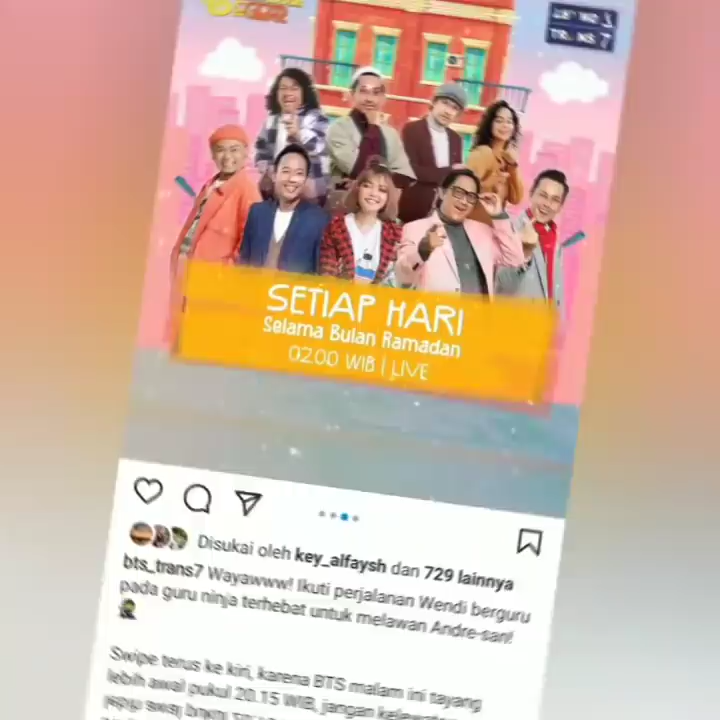 TRANS 7
SETIAP HARI
Selama Bulan Ramadan
02.00 WIB | LIVE
Disukai oleh key_alfaysh dan 729 lainnya
bts_trans7 Wayawww! Ikuti perjalanan Wendi berguru
pada guru ninja terhebat untuk melawan Andre-san!
Swipe terus ke kiri, karena BTS malam ini tayang
lebih awal pukul 20.15 WIB, jangan